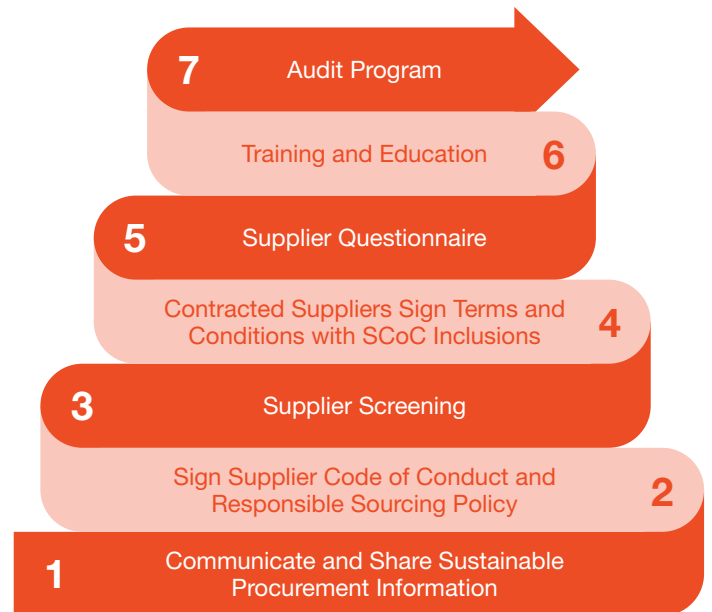 7 Audit Program
Training and Education 6
5 Supplier Questionnaire
Contracted Suppliers Sign Terms and
Conditions with SCoC Inclusions 4
3 Supplier Screening
Sign Supplier Code of Conduct and
Responsible Sourcing Policy 2
1 Communicate and Share Sustainable
Procurement Information